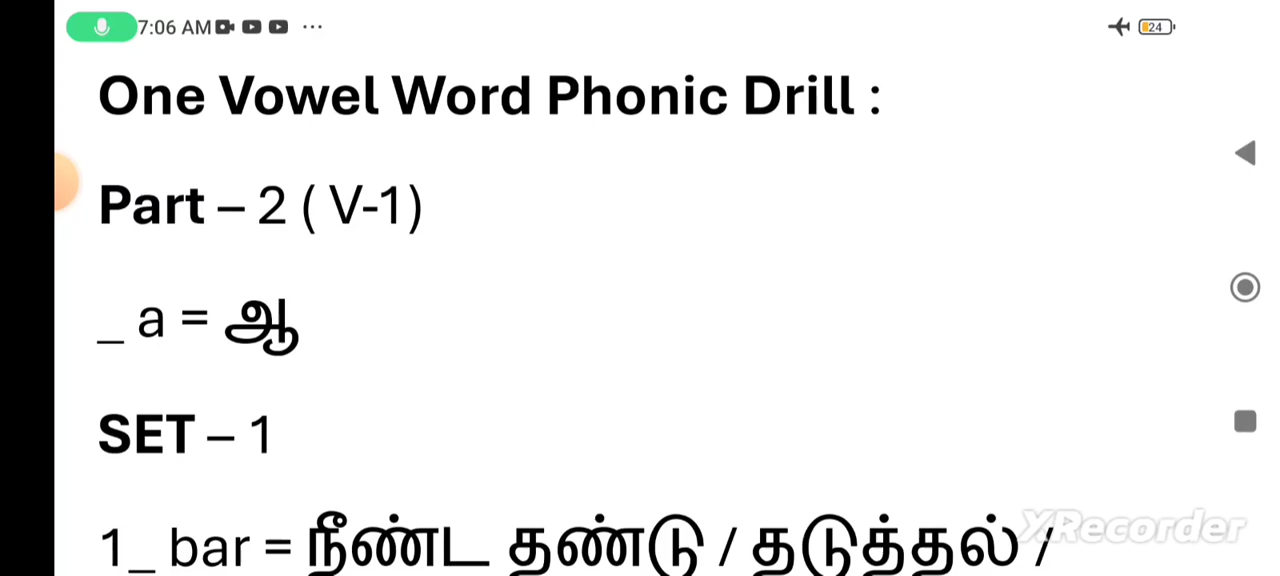 7:06 AM ... 24
One Vowel Word Phonic Drill :
Part – 2 ( V-1)
_ a = ஆ
SET – 1
1_ bar = நீண்ட தண்டு / தடுத்தல் /
XRecorder